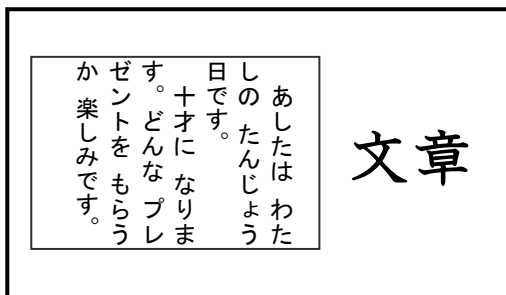 文章
あしたは わた
しの たんじょう
日です。
十才に なりま
す。どんな プレ
ゼントを もらう
か 楽しみです。